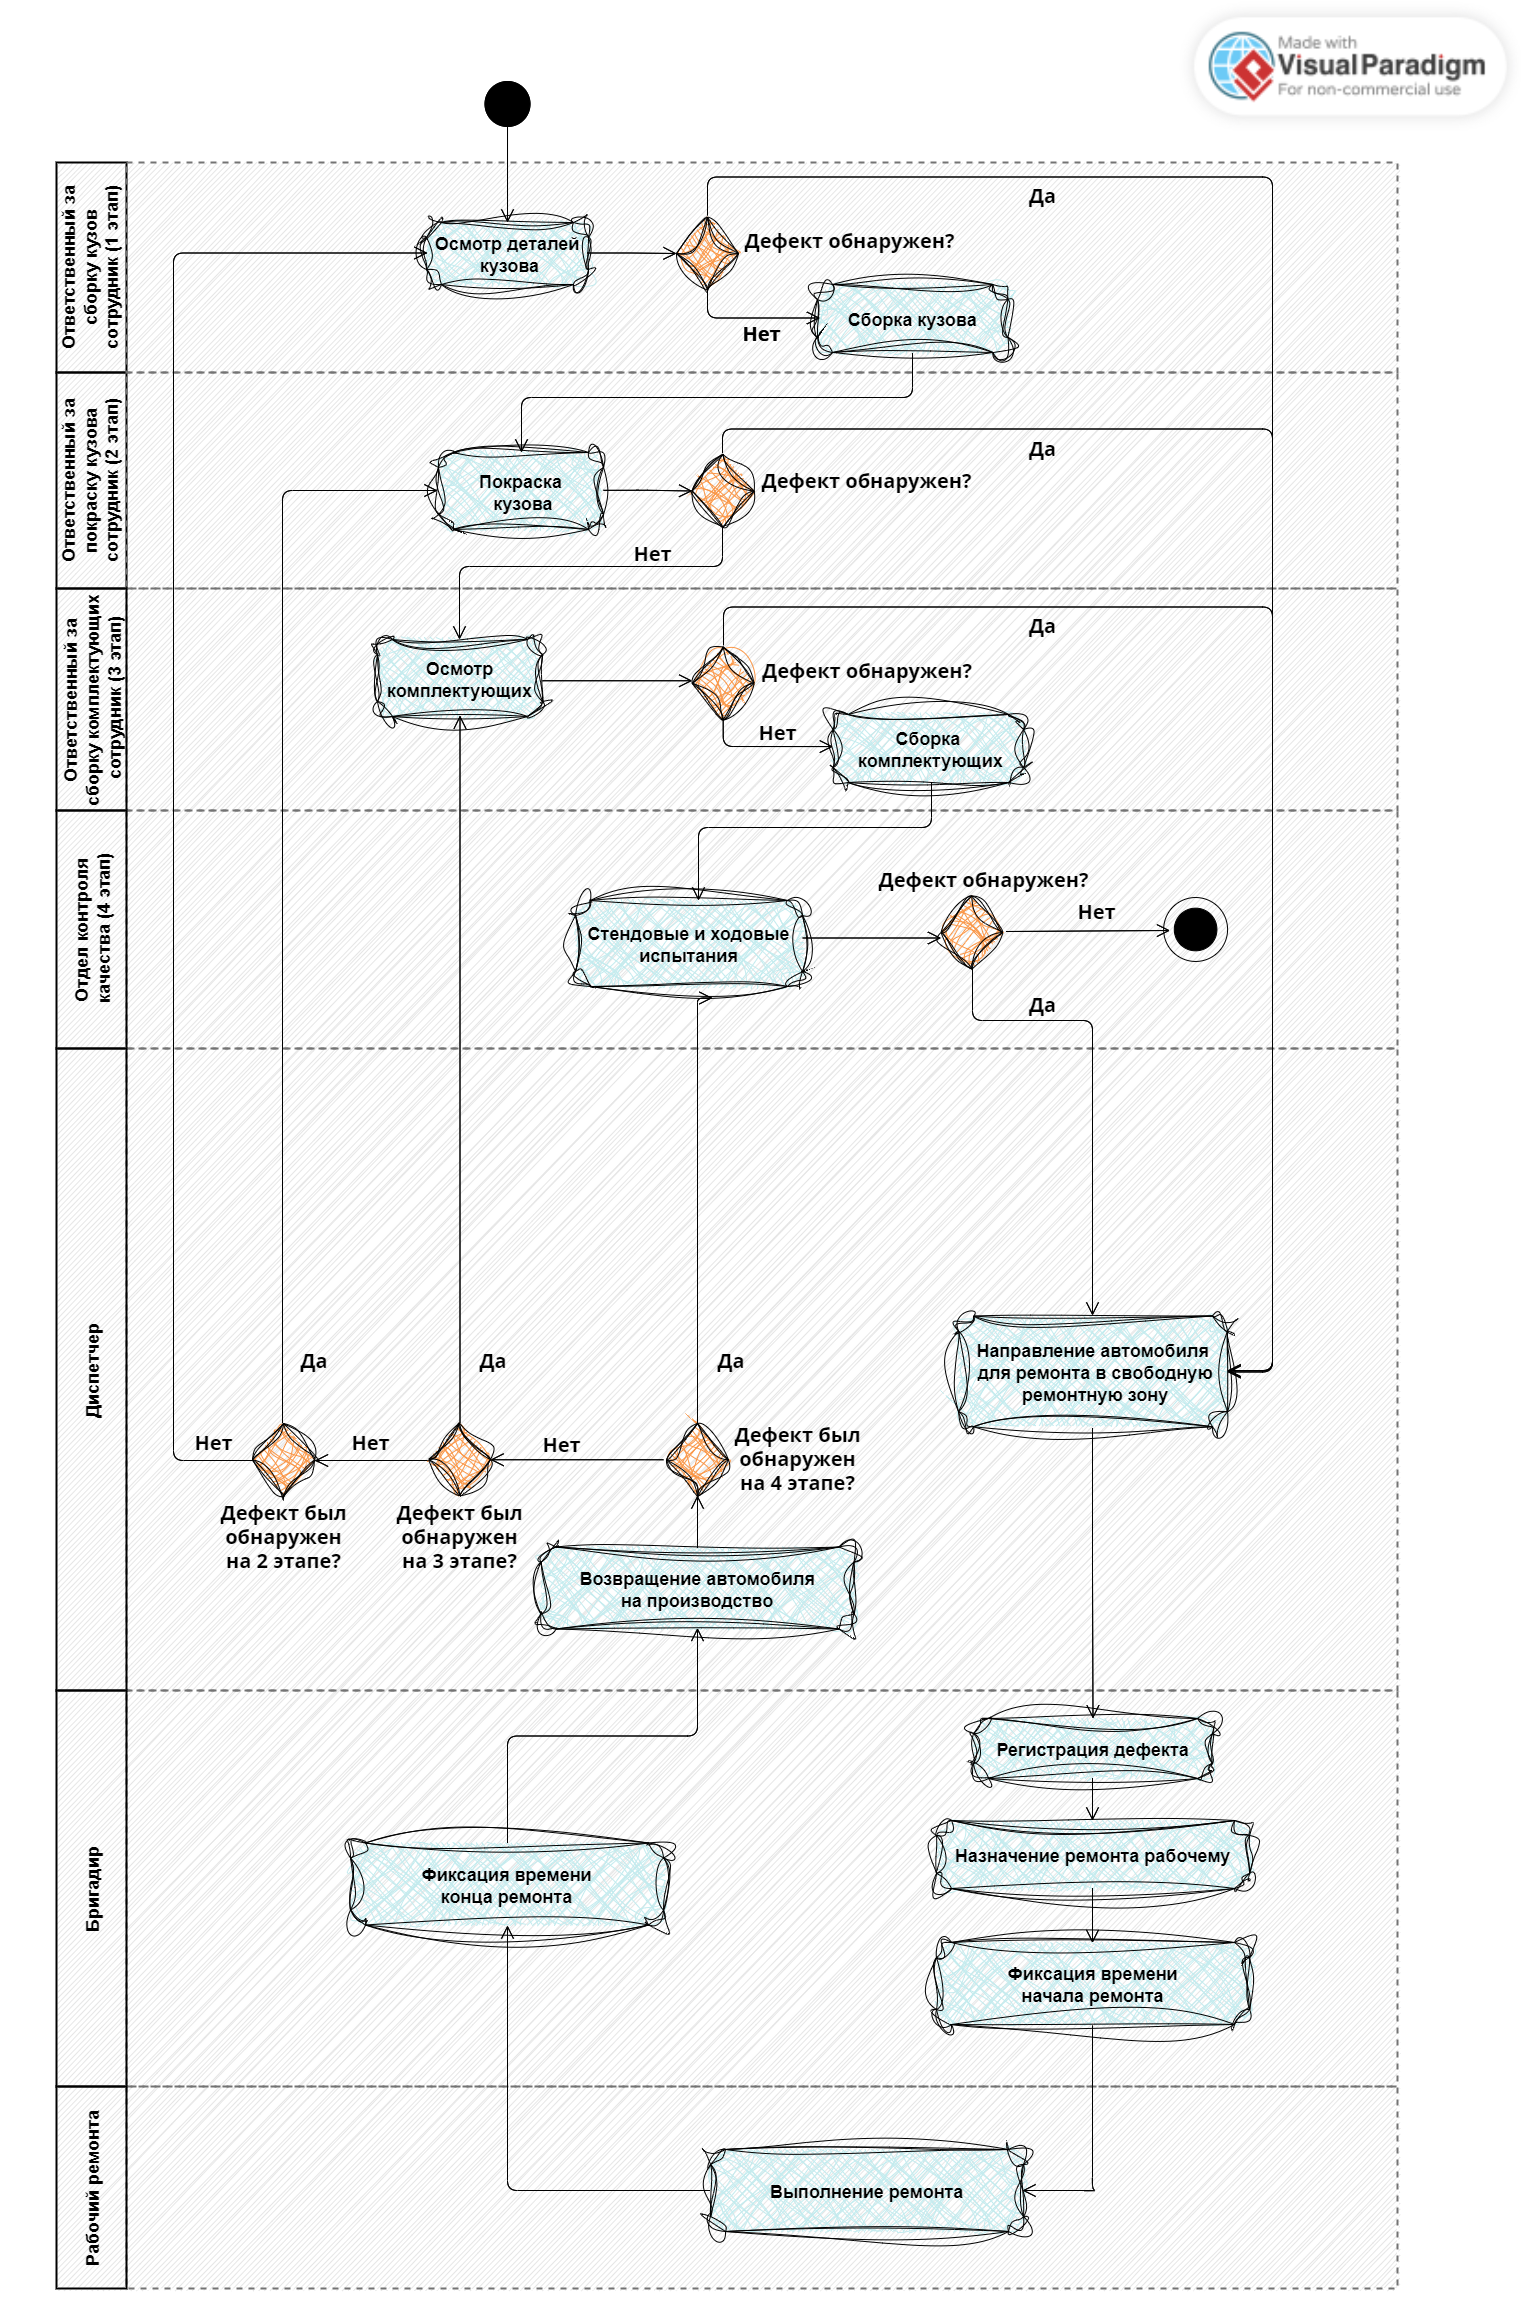 Made with
Visual Paradigm
For non-commercial use
Ответственный за
сборку кузов
сотрудник (1 этап)
Осмотр деталей
кузова
Дефект обнаружен?
Да
Нет
Сборка кузова
Ответственный за
покраску кузова
сотрудник (2 этап)
Покраска
кузова
Дефект обнаружен?
Да
Нет
Ответственный за
сборку комплектующих
сотрудник (3 этап)
Осмотр
комплектующих
Дефект обнаружен?
Да
Нет
Сборка
комплектующих
Отдел контроля
качества (4 этап)
Стендовые и ходовые
испытания
Дефект обнаружен?
Нет
Да
Диспетчер
Направление автомобиля
для ремонта в свободную
ремонтную зону
Да
Да
Да
Нет
Нет
Нет
Дефект был
обнаружен
на 4 этапе?
Дефект был
обнаружен
на 2 этапе?
Дефект был
обнаружен
на 3 этапе?
Возвращение автомобиля
на производство
Бригадир
Регистрация дефекта
Назначение ремонта рабочему
Фиксация времени
конца ремонта
Фиксация времени
начала ремонта
Рабочий ремонта
Выполнение ремонта